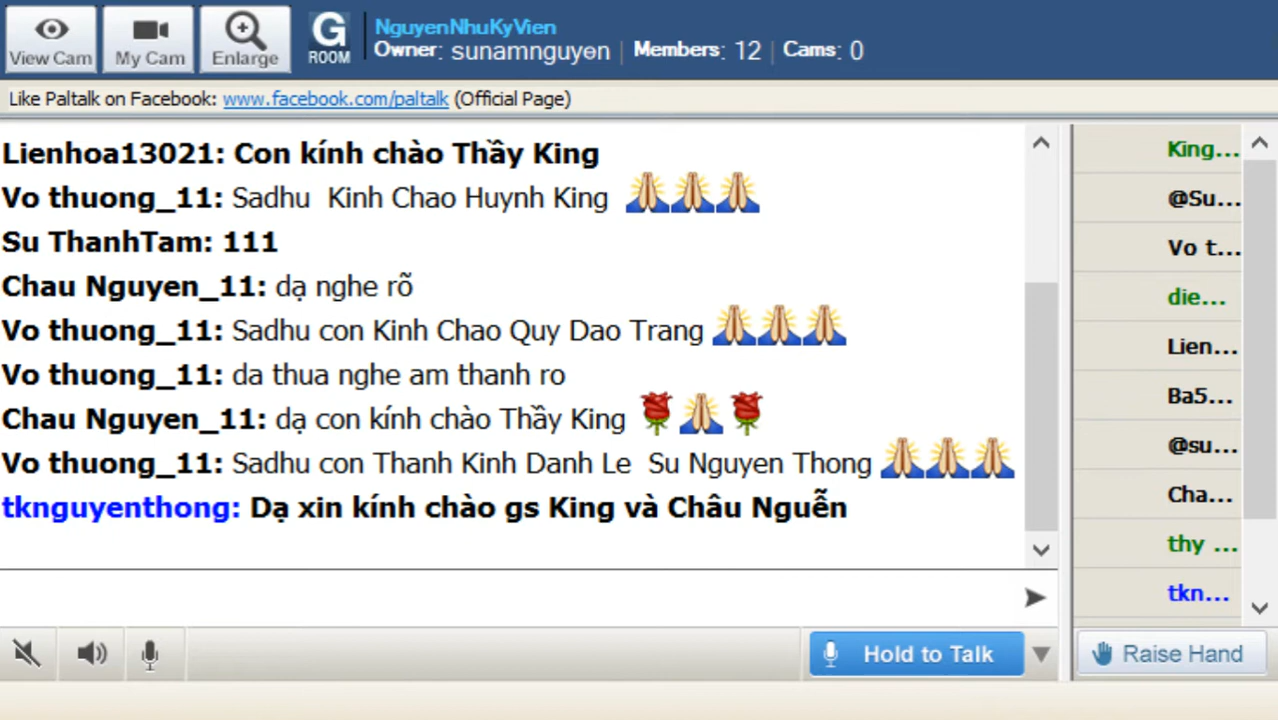 View Cam
My Cam
Enlarge
G
ROOM
NguyenNhuKyVien
Owner: sunamnguyen | Members: 12 | Cams: 0
Like Paltalk on Facebook: www.facebook.com/paltalk (Official Page)
Lienhoa13021: Con kính chào Thầy King
Vo thuong_11: Sadhu  Kinh Chao Huynh King
Su ThanhTam: 111
Chau Nguyen_11: dạ nghe rõ
Vo thuong_11: Sadhu con Kinh Chao Quy Dao Trang
Vo thuong_11: da thua nghe am thanh ro
Chau Nguyen_11: dạ con kính chào Thầy King
Vo thuong_11: Sadhu con Thanh Kinh Danh Le  Su Nguyen Thong
tknguyenthong: Dạ xin kính chào gs King và Châu Nguễn
King...
@Su...
Vo t...
die...
Lien...
Ba5...
@su...
Cha...
thy ...
tkn...
Hold to Talk
Raise Hand